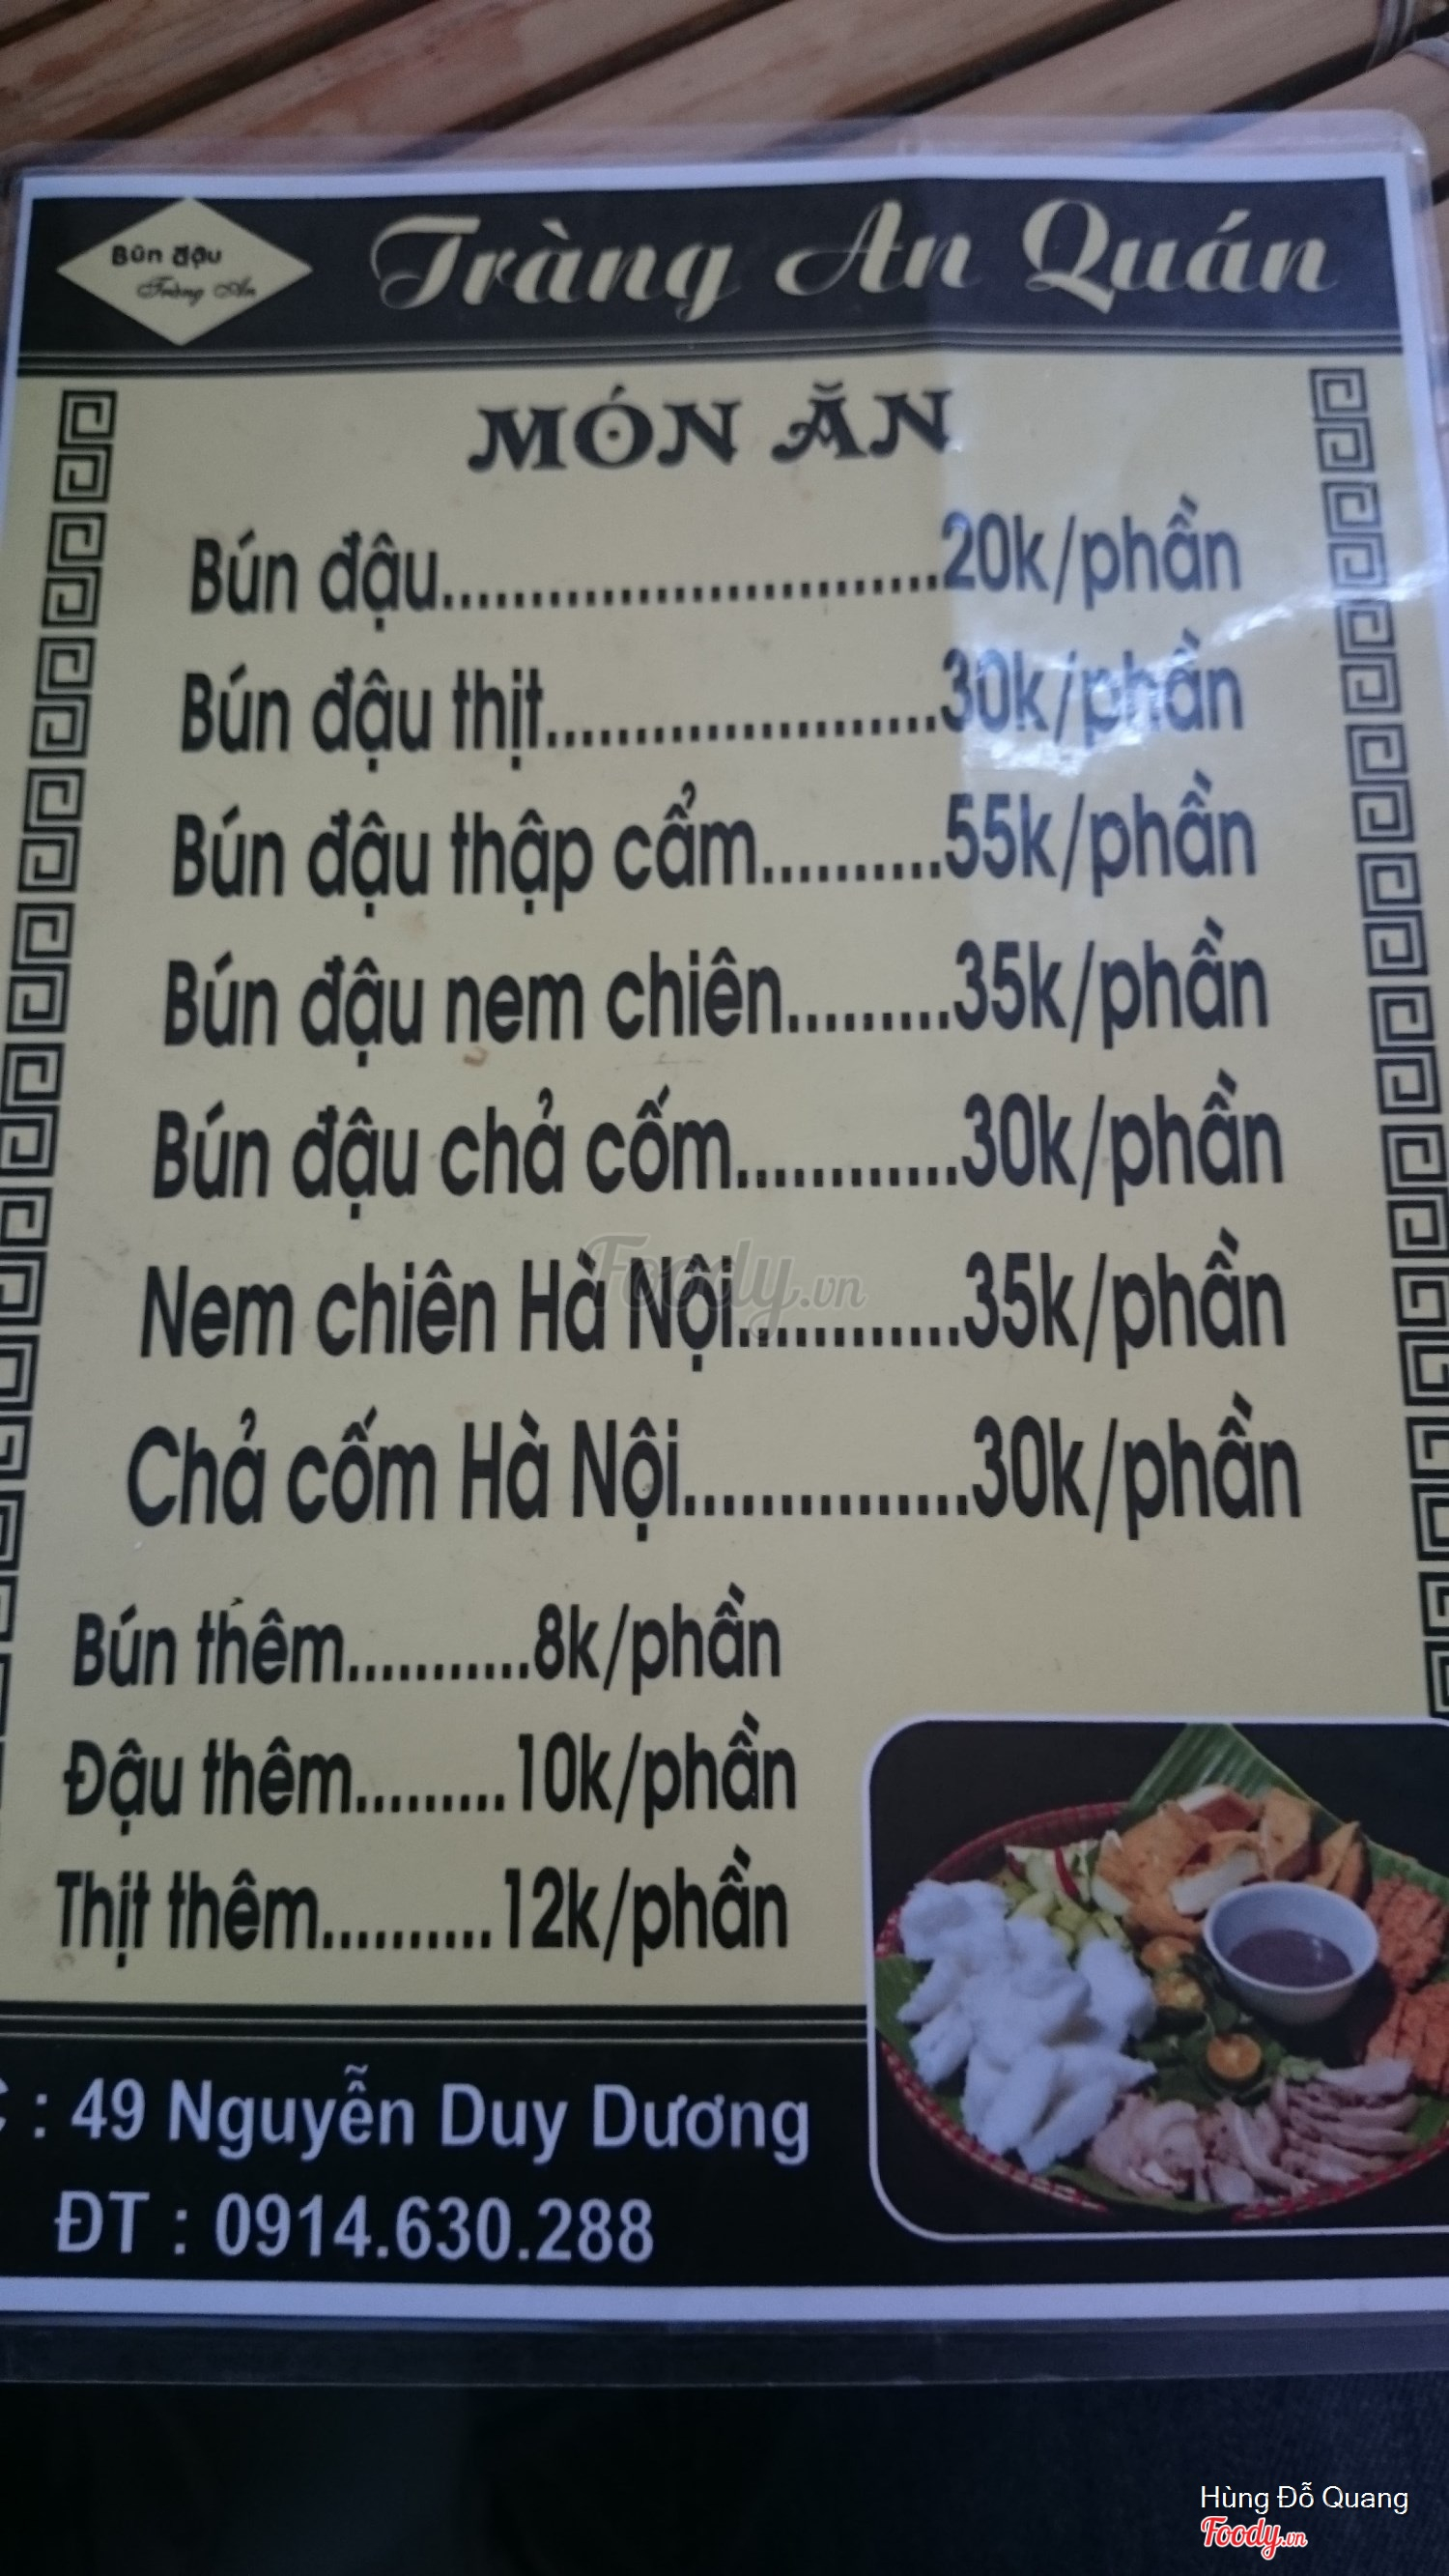 Bún đậu
Tràng An
Tràng An Quán
MÓN ĂN
Bún đậu............................20k/phần
Bún đậu thịt......................30k/phần
Bún đậu thập cẩm..........55k/phần
Bún đậu nem chiên.........35k/phần
Bún đậu chả cốm............30k/phần
Nem chiên Hà Nội............35k/phần
Chả cốm Hà Nội...............30k/phần
Bún thêm...........8k/phần
Đậu thêm.........10k/phần
Thịt thêm..........12k/phần
: 49 Nguyễn Duy Dương
ĐT : 0914.630.288
Foody.vn
Hùng Đỗ Quang
Foody.vn